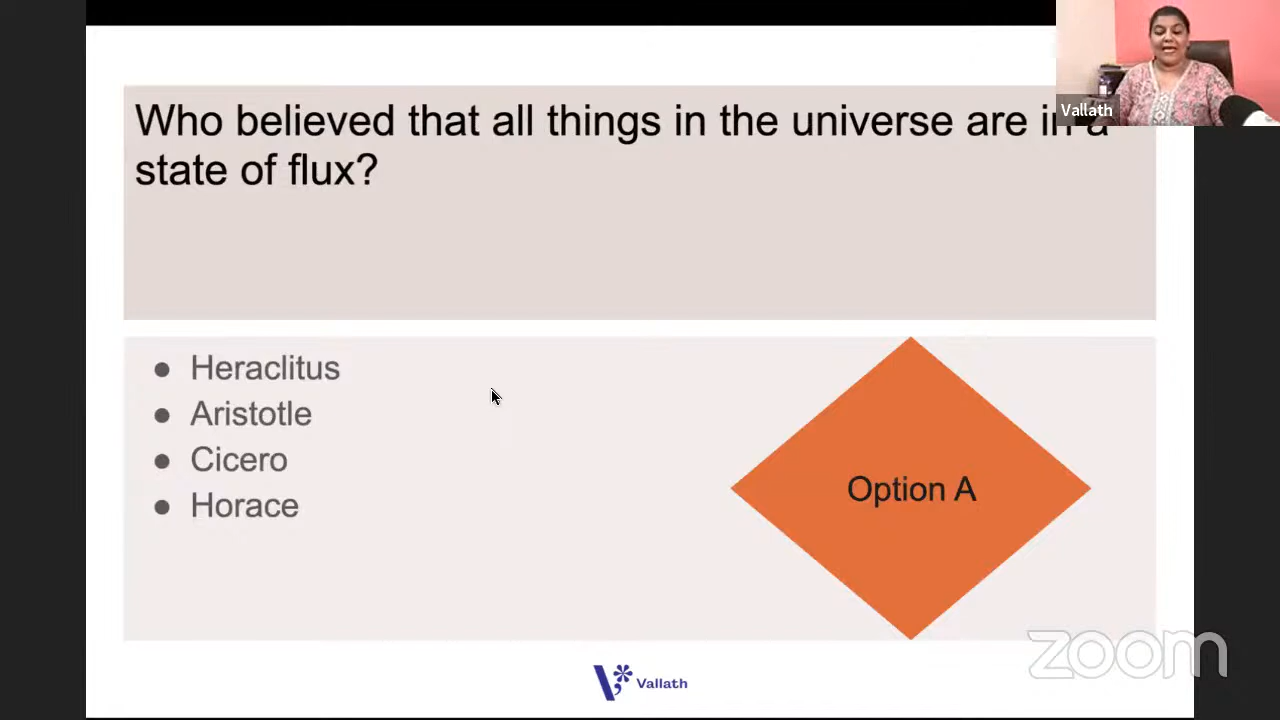 Vallath
Who believed that all things in the universe are in a
state of flux?
● Heraclitus
● Aristotle
● Cicero
● Horace
Option A
zoom
Vallath